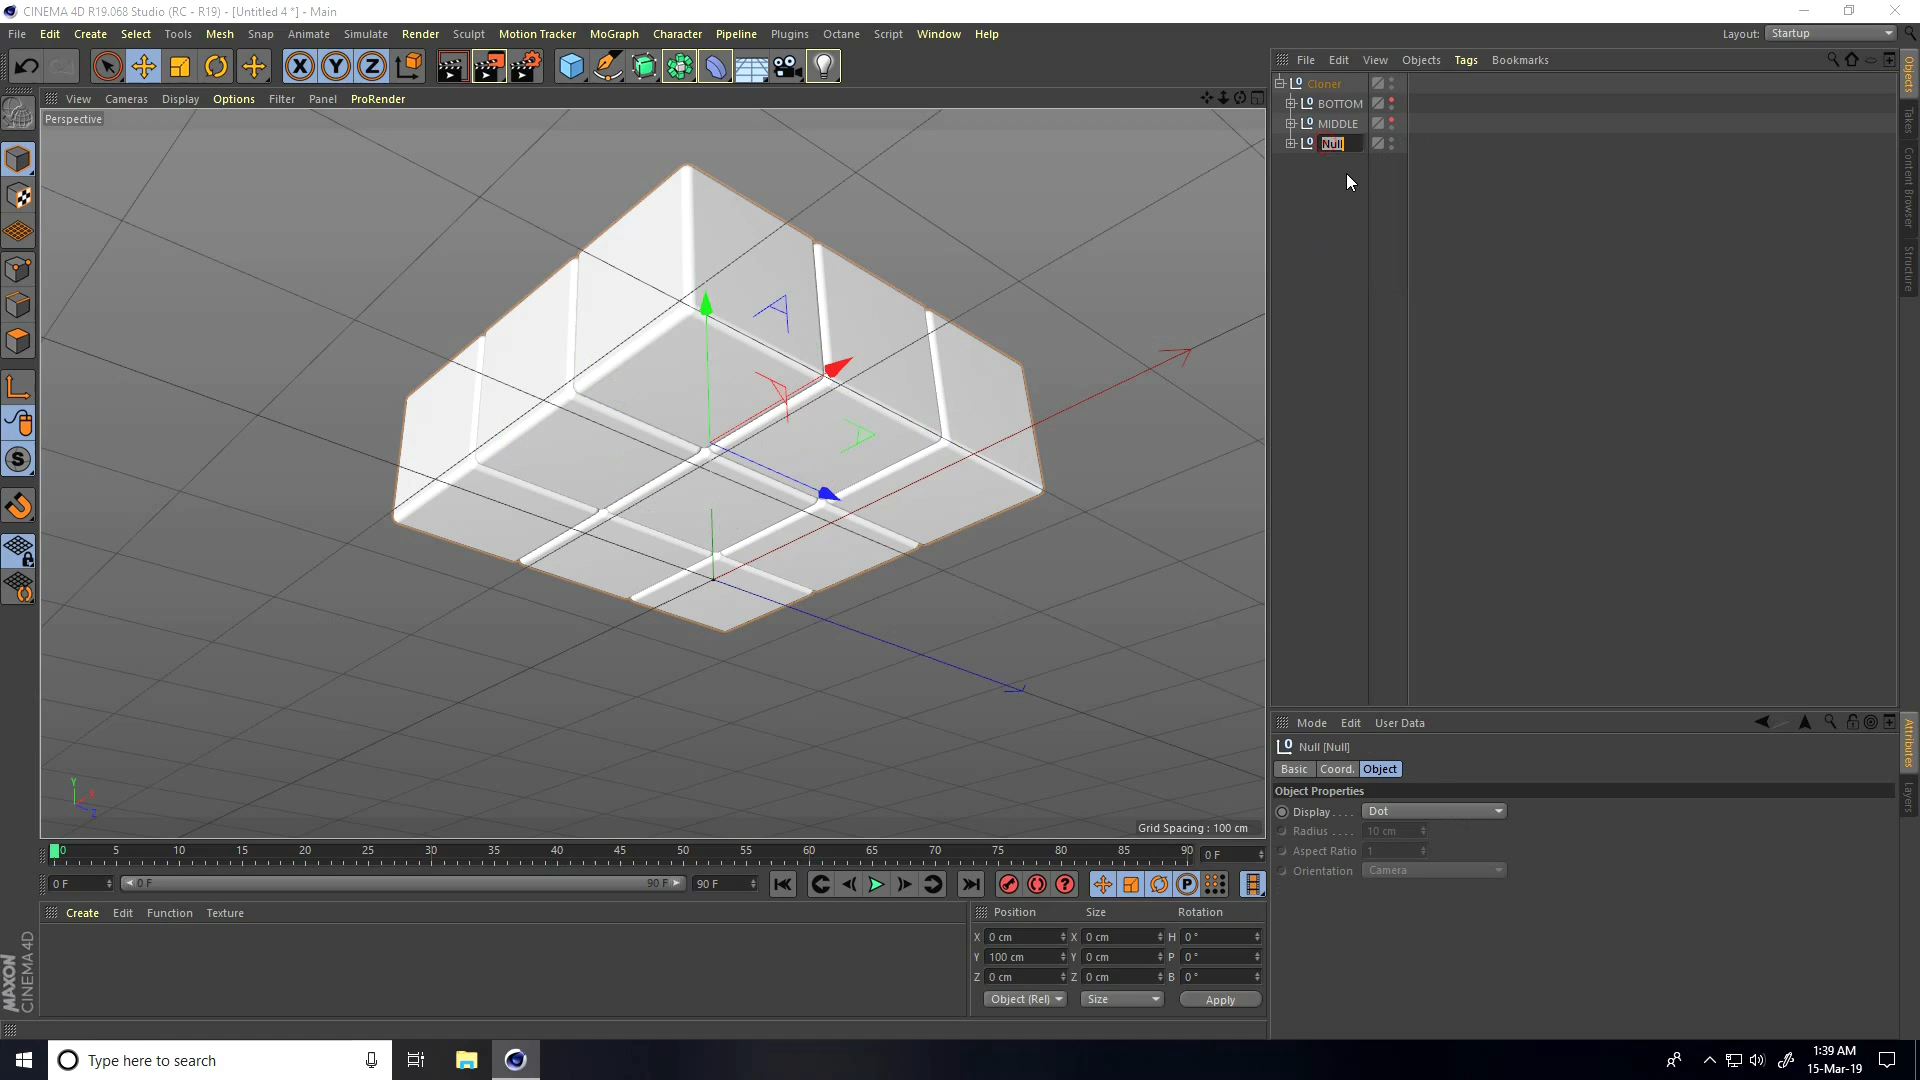 CINEMA 4D R19.068 Studio (RC - R19) - [Untitled 4 *] - Main
File Edit Create Select Tools Mesh Snap Animate Simulate Render Sculpt Motion Tracker MoGraph Character Pipeline Plugins Octane Script Window Help
Layout: Startup
X Y Z
File Edit View Objects Tags Bookmarks
View Cameras Display Options Filter Panel ProRender
Perspective
Cloner
BOTTOM
MIDDLE
Null
Objects
Takes
Content Browser
Structure
Grid Spacing : 100 cm
Mode Edit User Data
Null [Null]
Basic Coord. Object
Object Properties
Display . . . . Dot
Radius . . . . 10 cm
Aspect Ratio 1
Orientation Camera
Attributes
Layers
0 5 10 15 20 25 30 35 40 45 50 55 60 65 70 75 80 85 90 0 F
0 F 0 F 90 F 90 F
Create Edit Function Texture
Position Size Rotation
X 0 cm X 0 cm H 0 °
Y 100 cm Y 0 cm P 0 °
Z 0 cm Z 0 cm B 0 °
Object (Rel) Size Apply
MAXON
CINEMA 4D
Type here to search
1:39 AM
15-Mar-19